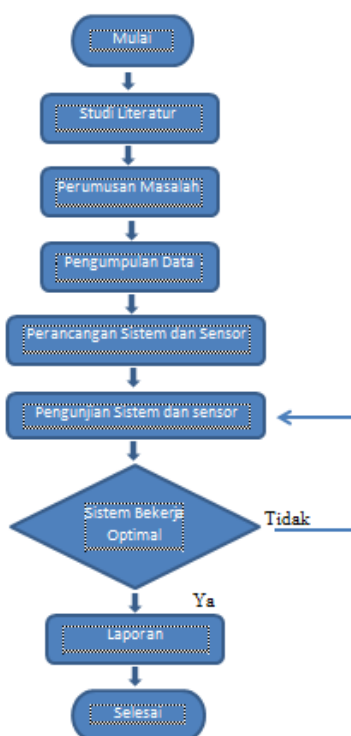 Mulai
Studi Literatur
Perumusan Masalah
Pengumpulan Data
Perancangan Sistem dan Sensor
Pengunjian Sistem dan sensor
Sistem Bekerja
Optimal
Tidak
Ya
Laporan
Selesai